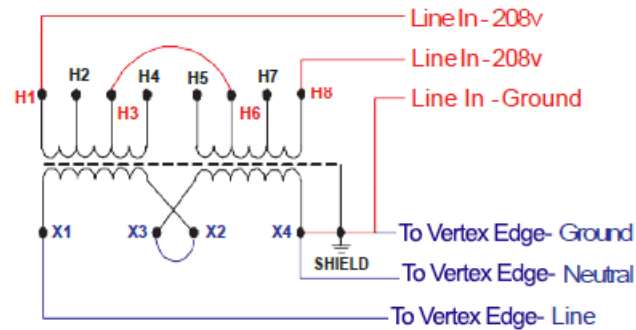 Line In - 208v
Line In - 208v
H2 H4 H5 H7
H1 H3 H6 H8
Line In - Ground
X1 X3 X2 X4
To Vertex Edge- Ground
SHIELD
To Vertex Edge- Neutral
To Vertex Edge- Line